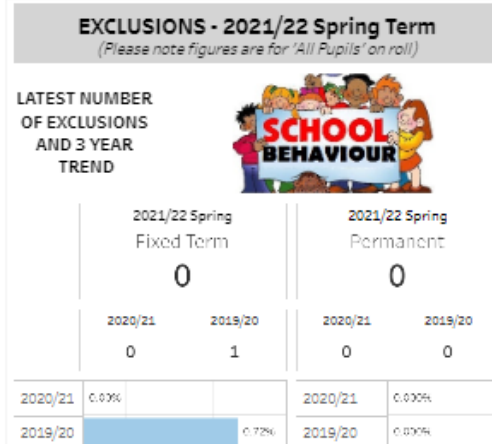 EXCLUSIONS - 2021/22 Spring Term
(Please note figures are for 'All Pupils' on roll)
LATEST NUMBER
OF EXCLUSIONS
AND 3 YEAR
TREND
SCHOOL
BEHAVIOUR
2021/22 Spring 2021/22 Spring
Fixed Term Permanent
0 0
2020/21 2019/20 2020/21 2019/20
0 1 0 0
2020/21 0.00% 2020/21 0.000%
2019/20 0.72% 2019/20 0.000%